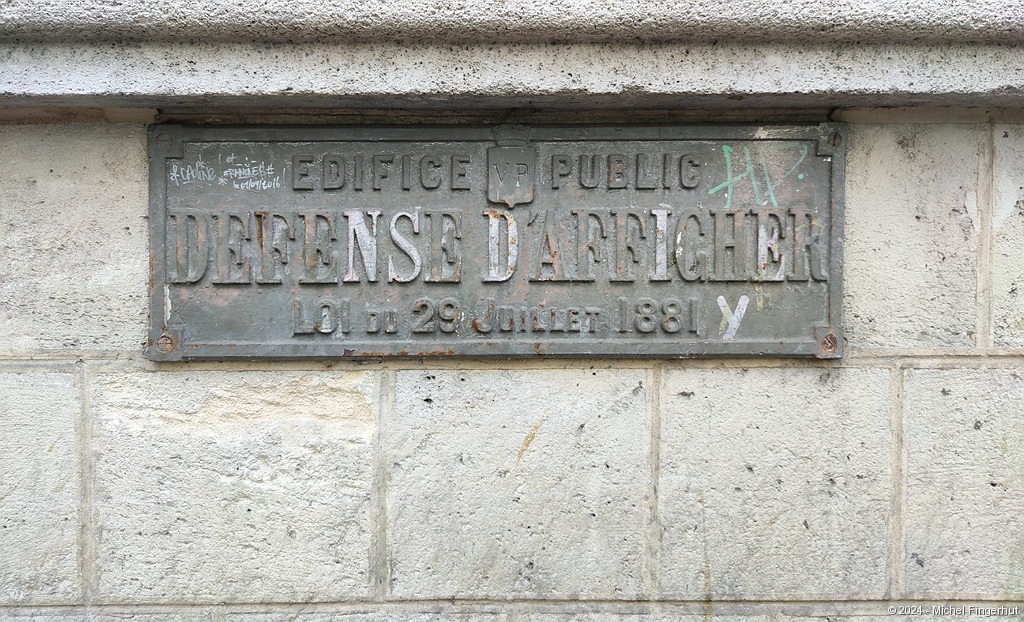 EDIFICE VP PUBLIC
DEFENSE D'AFFICHER
LOI DU 29 JUILLET 1881
© 2024 - Michel Fingerhut